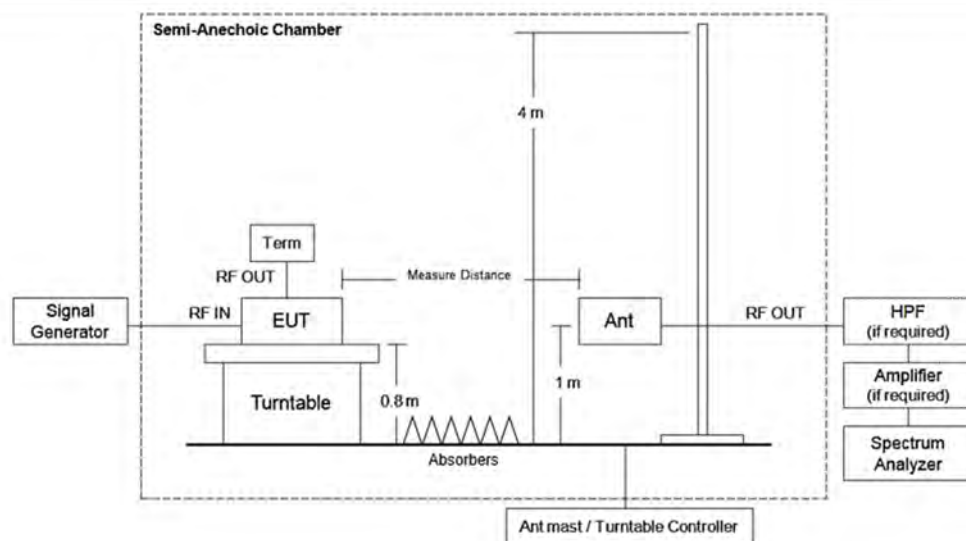 Semi-Anechoic Chamber
4 m
Term
RF OUT
Measure Distance
Signal
Generator
RF IN
EUT
Ant
RF OUT
HPF
(if required)
Turntable
0.8 m
1 m
Amplifier
(if required)
Absorbers
Spectrum
Analyzer
Ant mast / Turntable Controller